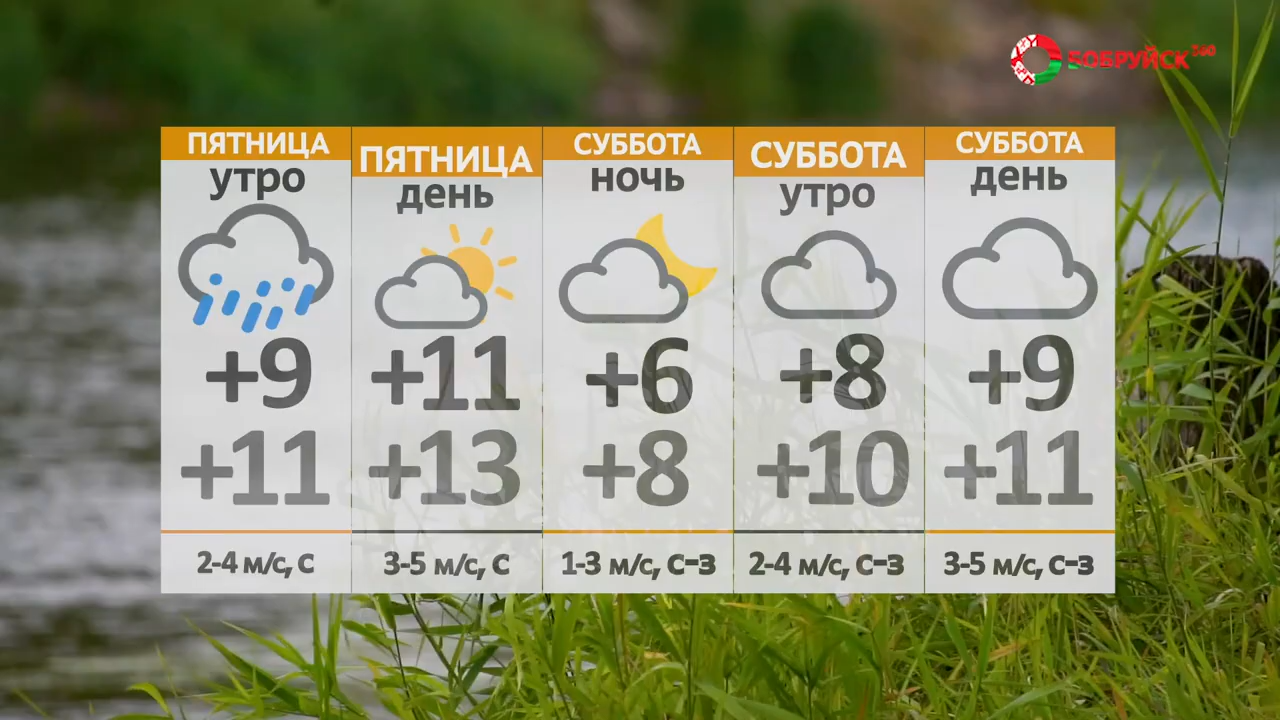 БОБРУЙСК 360
ПЯТНИЦА
утро
+9
+11
2-4 м/с, С
ПЯТНИЦА
день
+11
+13
3-5 м/с, С
СУББОТА
ночь
+6
+8
1-3 м/с, С-З
СУББОТА
утро
+8
+10
2-4 м/с, С-З
СУББОТА
день
+9
+11
3-5 м/с, С-З